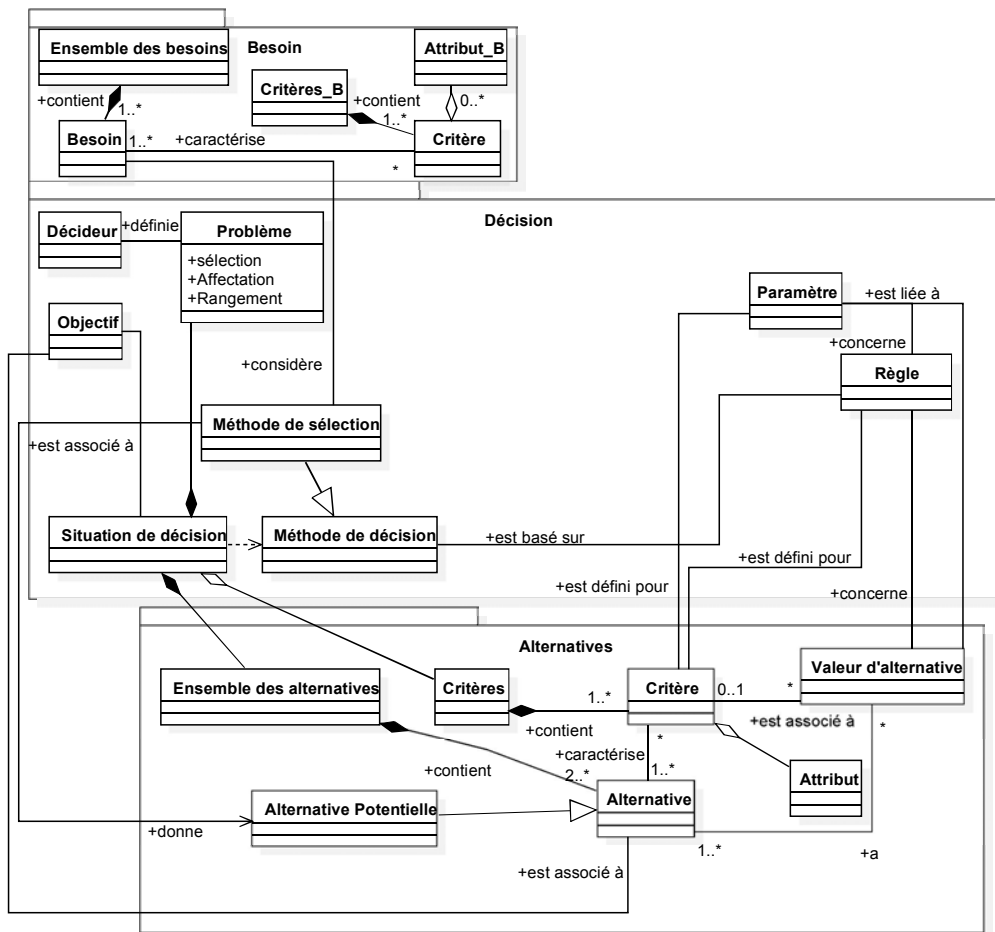 Ensemble des besoins
Besoin
Attribut_B
Critères_B
+contient
+contient
1..*
1..*
0..*
Besoin
1..*
+caractérise
Critère
*
Décision
Décideur
+définie
Problème
+sélection
+Affectation
+Rangement
Objectif
Paramètre
+est liée à
+concerne
+considère
Règle
Méthode de sélection
+est associé à
Situation de décision
Méthode de décision
+est basé sur
+est défini pour
+est défini pour
+concerne
Alternatives
Ensemble des alternatives
Critères
1..*
Critère
0..1
*
Valeur d'alternative
+contient
+est associé à
*
*
+caractérise
+contient
2..*
1..*
Attribut
Alternative Potentielle
Alternative
+donne
1..*
+a
+est associé à